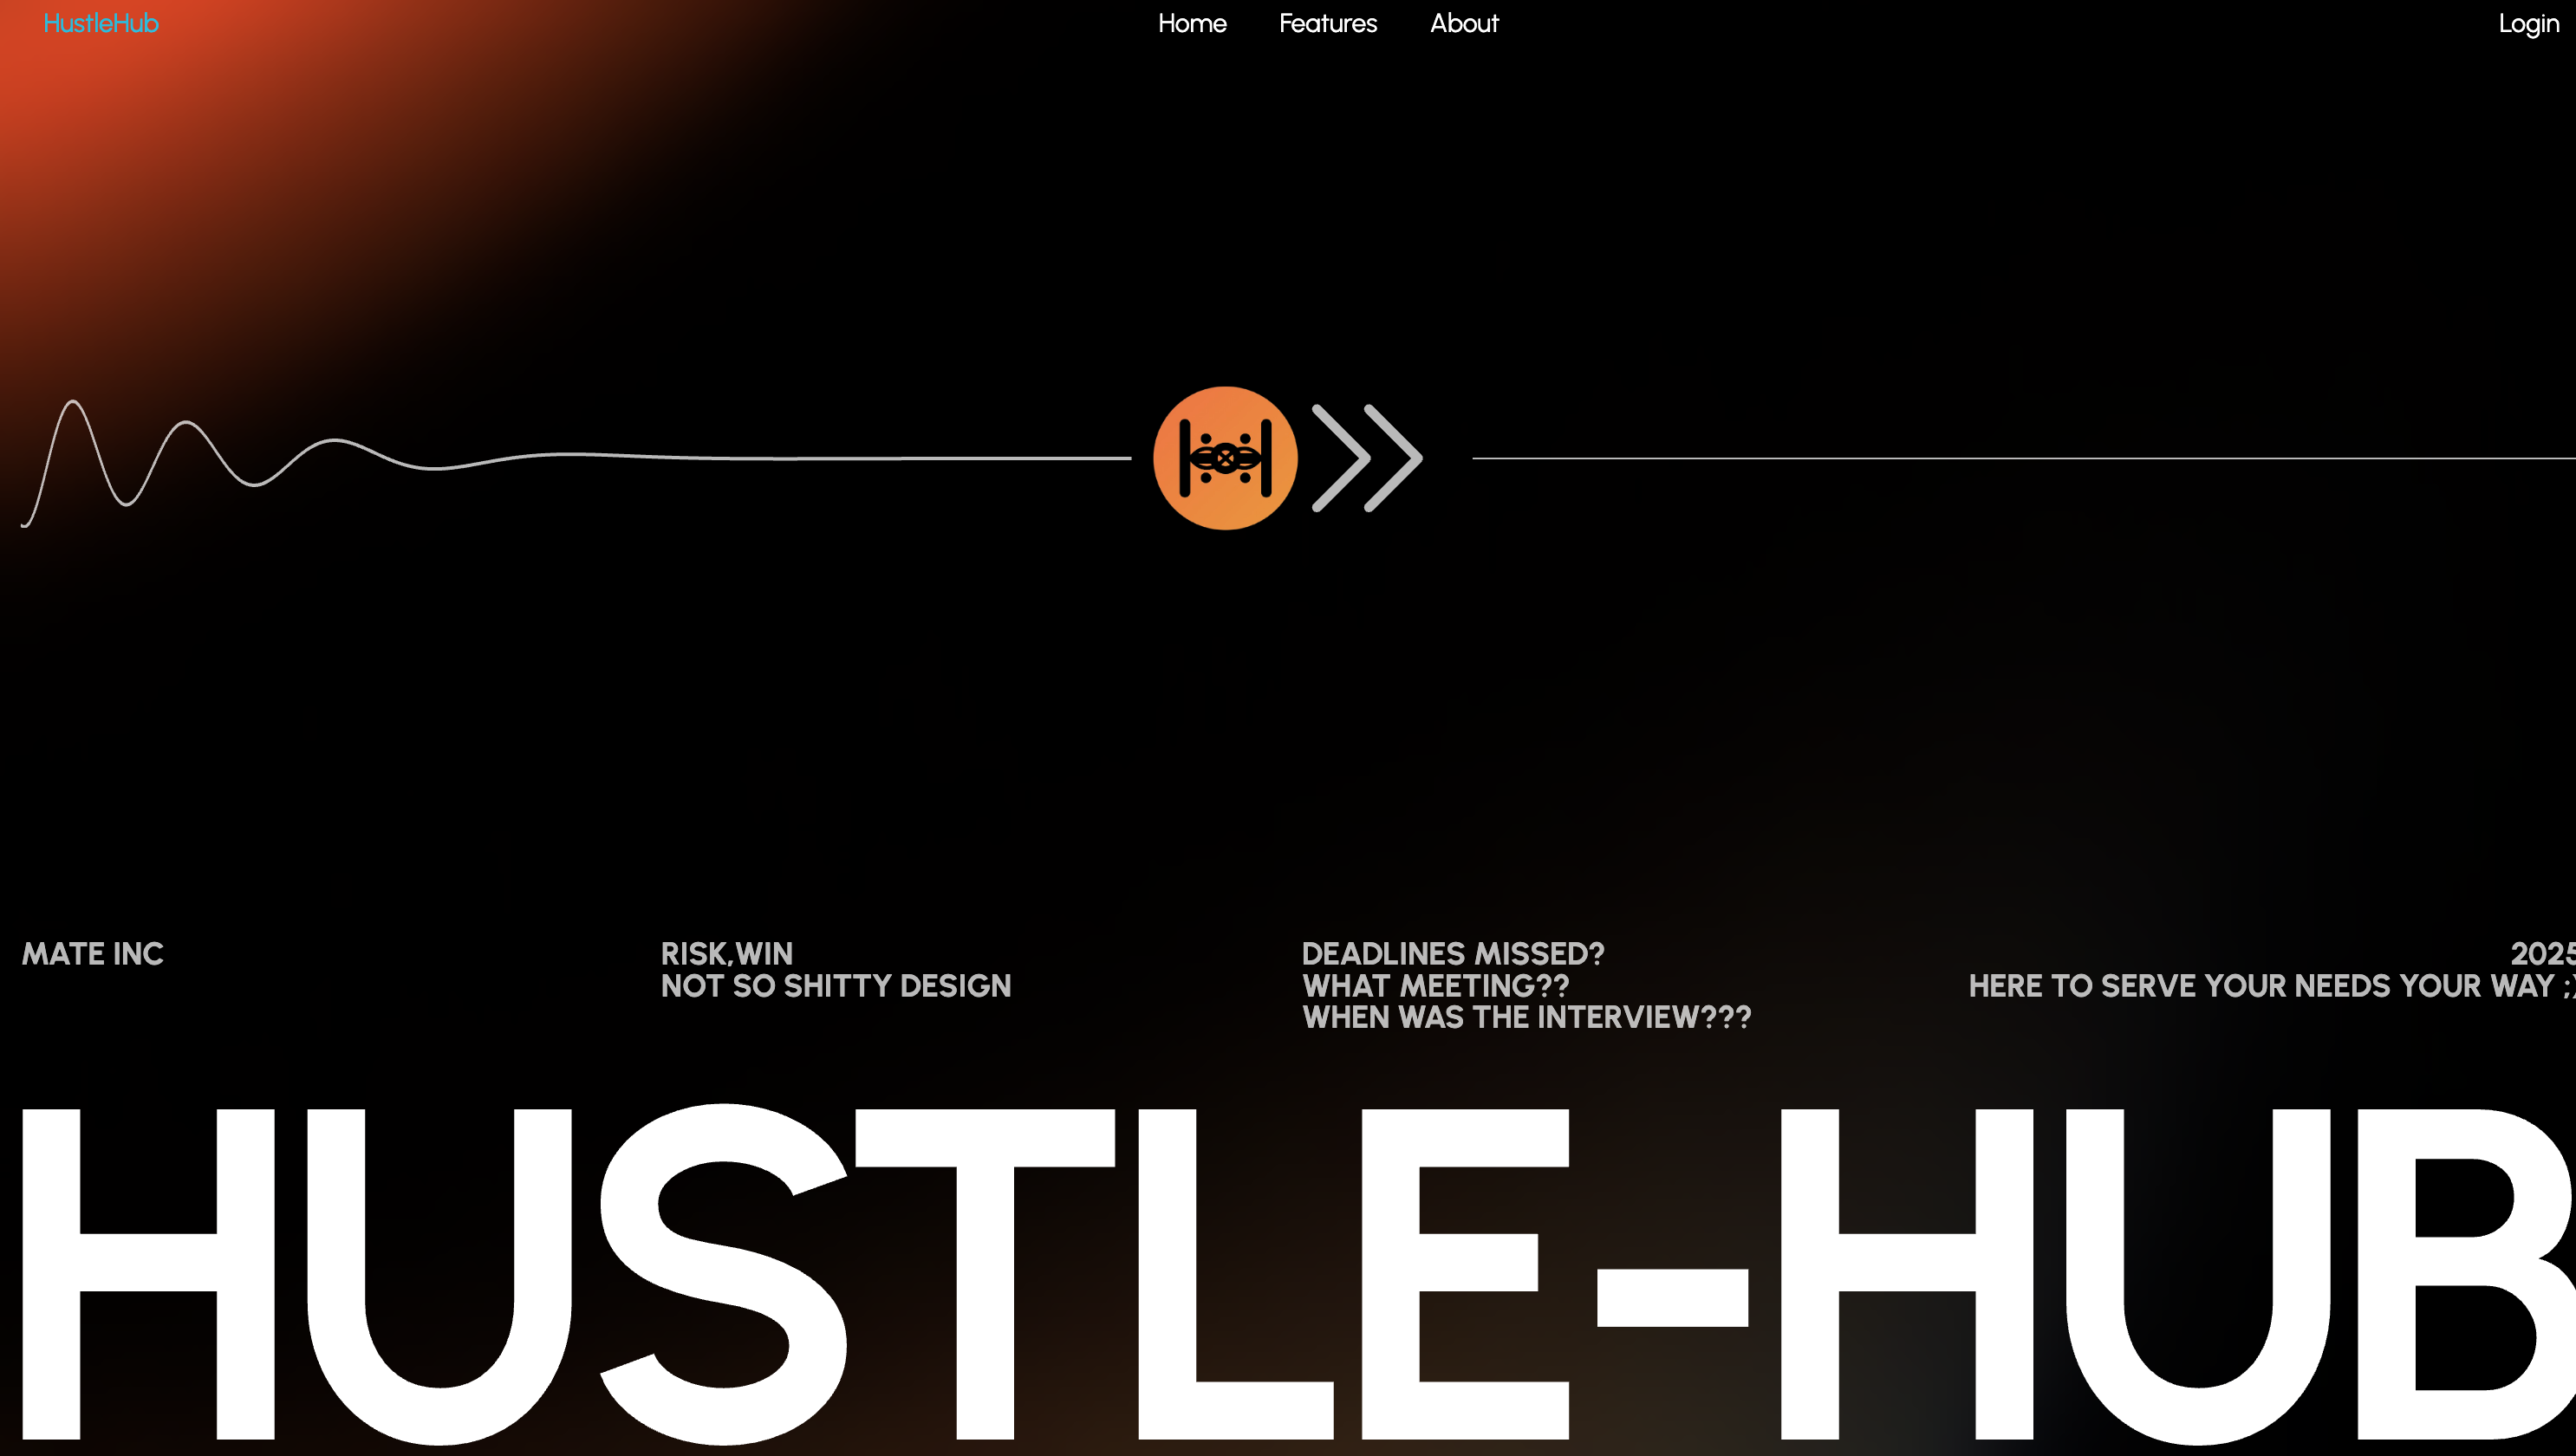 HustleHub
Home Features About
Login
MATE INC
RISK,WIN
NOT SO SHITTY DESIGN
DEADLINES MISSED?
WHAT MEETING??
WHEN WAS THE INTERVIEW???
2025
HERE TO SERVE YOUR NEEDS YOUR WAY ;)
HUSTLE-HUB